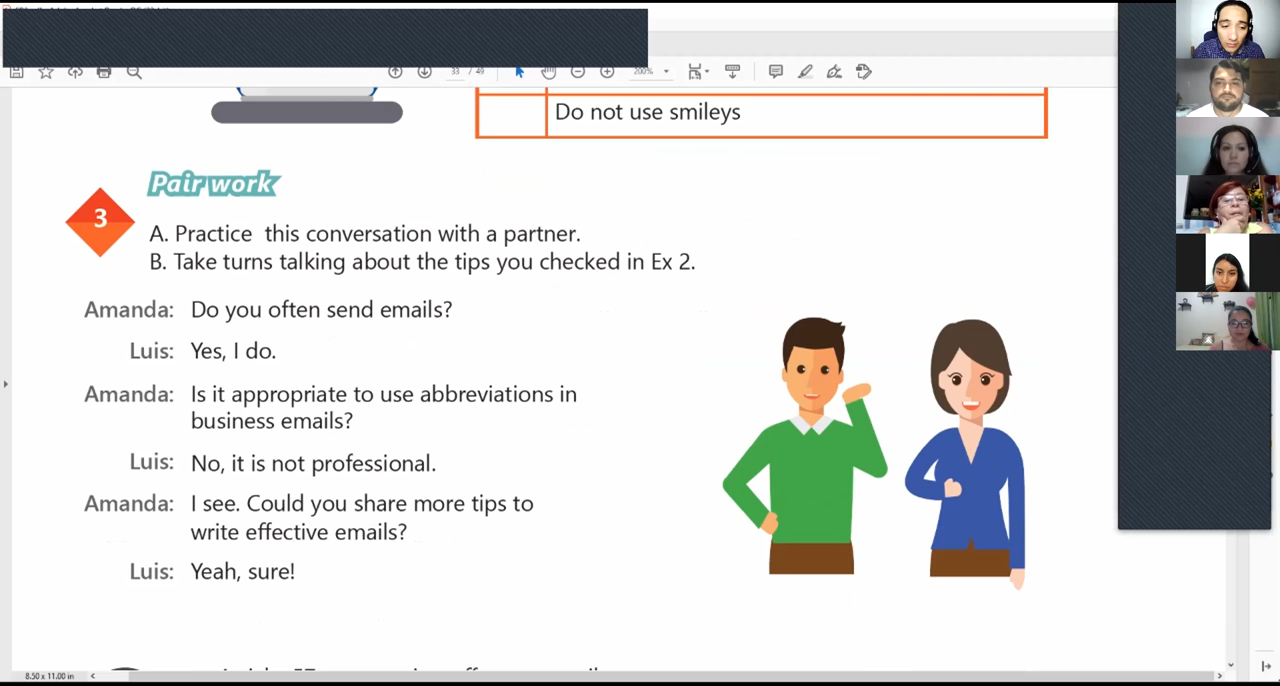 33 / 49
200%
Do not use smileys
Pair work
3
A. Practice this conversation with a partner.
B. Take turns talking about the tips you checked in Ex 2.
Amanda: Do you often send emails?
Luis: Yes, I do.
Amanda: Is it appropriate to use abbreviations in
business emails?
Luis: No, it is not professional.
Amanda: I see. Could you share more tips to
write effective emails?
Luis: Yeah, sure!
8.50 x 11.00 in